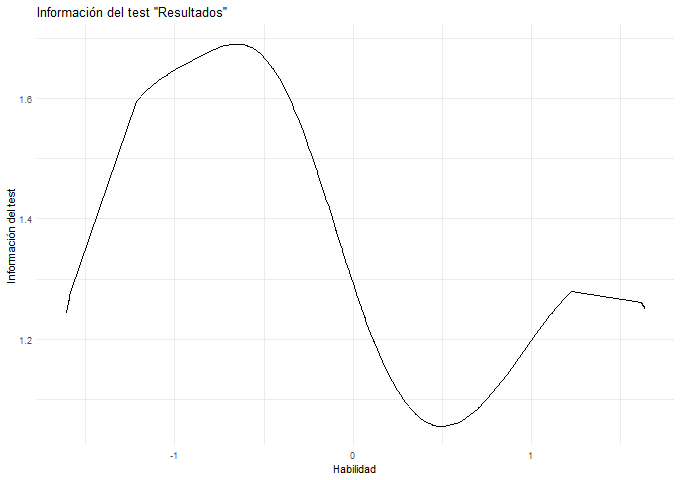 Información del test "Resultados"
1.6
1.4
1.2
Información del test
-1
0
1
Habilidad